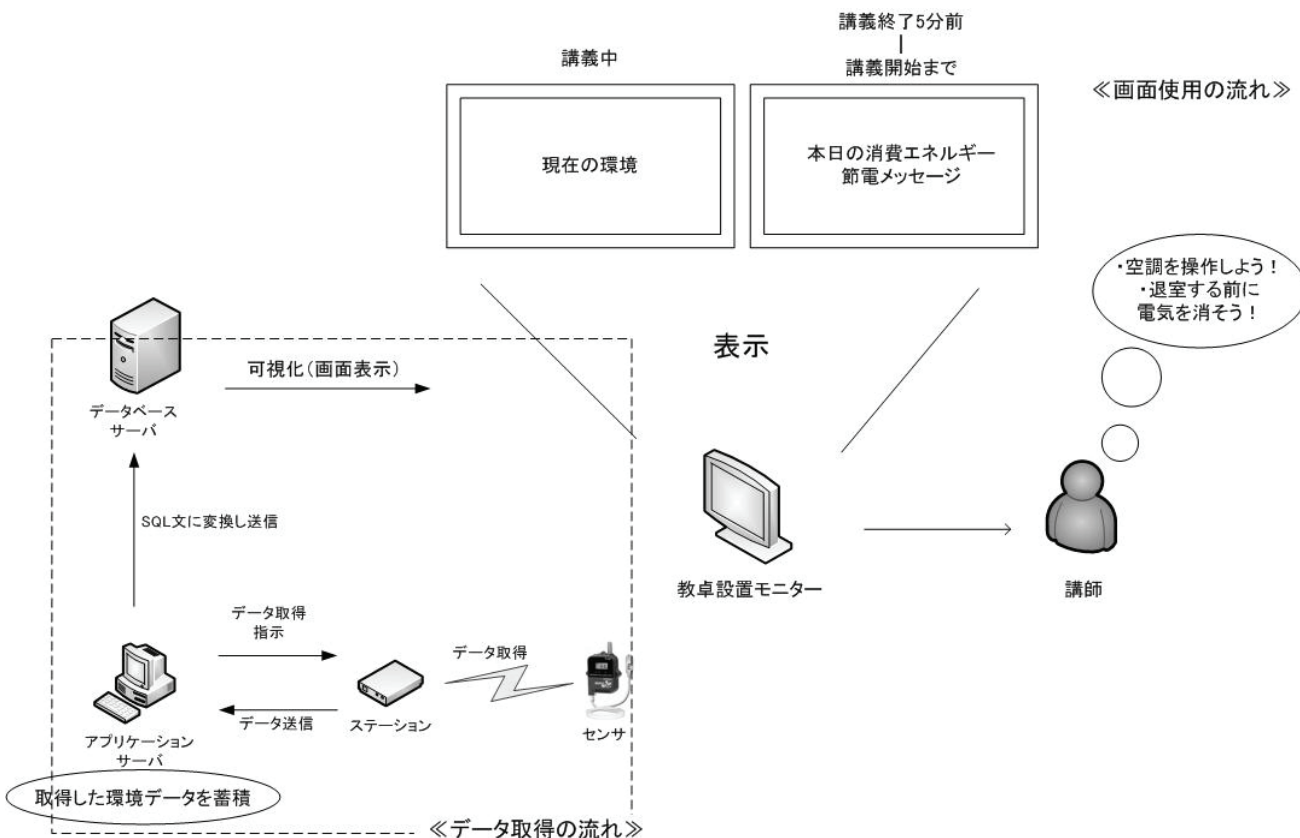 講義終了5分前
講義中
講義開始まで
≪画面使用の流れ≫
現在の環境
本日の消費エネルギー
節電メッセージ
・空調を操作しよう！
・退室する前に
電気を消そう！
表示
可視化（画面表示）
データベース
サーバ
SQL文に変換し送信
教卓設置モニター
講師
データ取得
指示
データ取得
データ送信
ステーション
センサ
アプリケーション
サーバ
取得した環境データを蓄積
≪データ取得の流れ≫